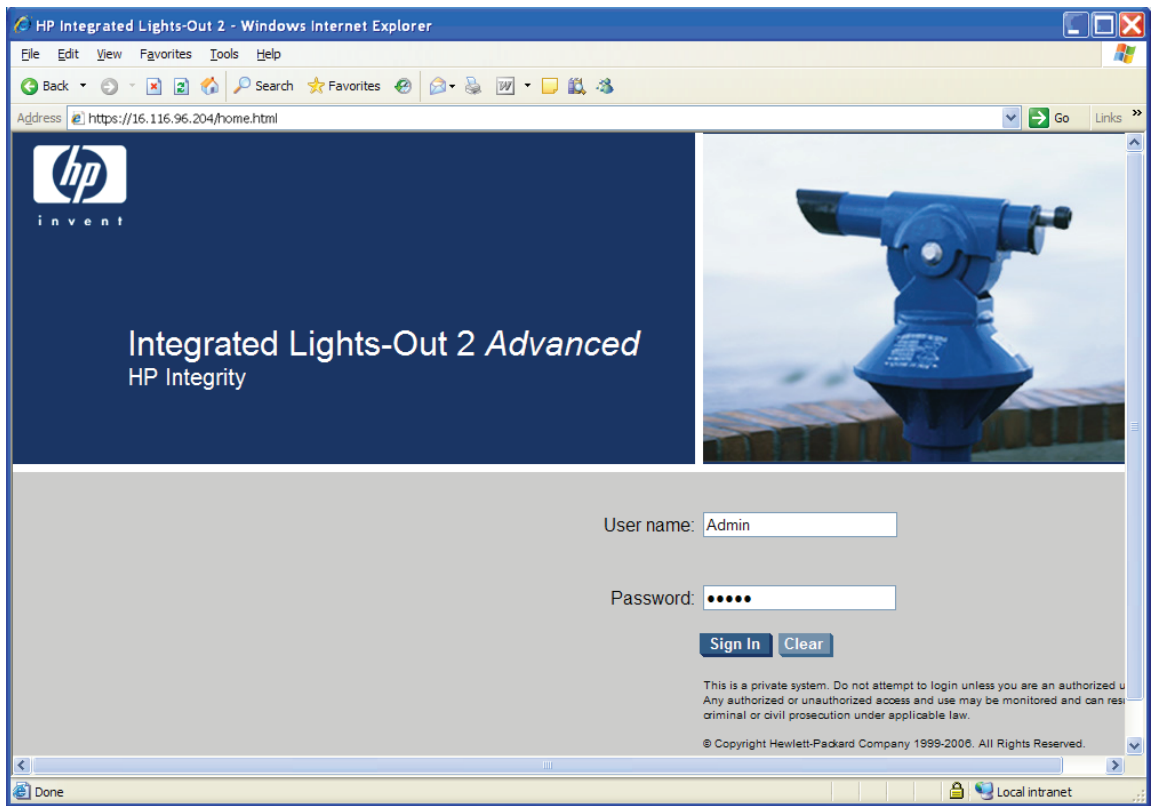 HP Integrated Lights-Out 2 - Windows Internet Explorer
File Edit View Favorites Tools Help
Back Search Favorites W
Address https://16.116.96.204/home.html Go Links »
hp
invent
Integrated Lights-Out 2 Advanced
HP Integrity
User name: Admin
Password: •••••
Sign In Clear
This is a private system. Do not attempt to login unless you are an authorized u
Any authorized or unauthorized access and use may be monitored and can res
criminal or civil prosecution under applicable law.
© Copyright Hewlett-Packard Company 1999-2006. All Rights Reserved.
Done Local intranet